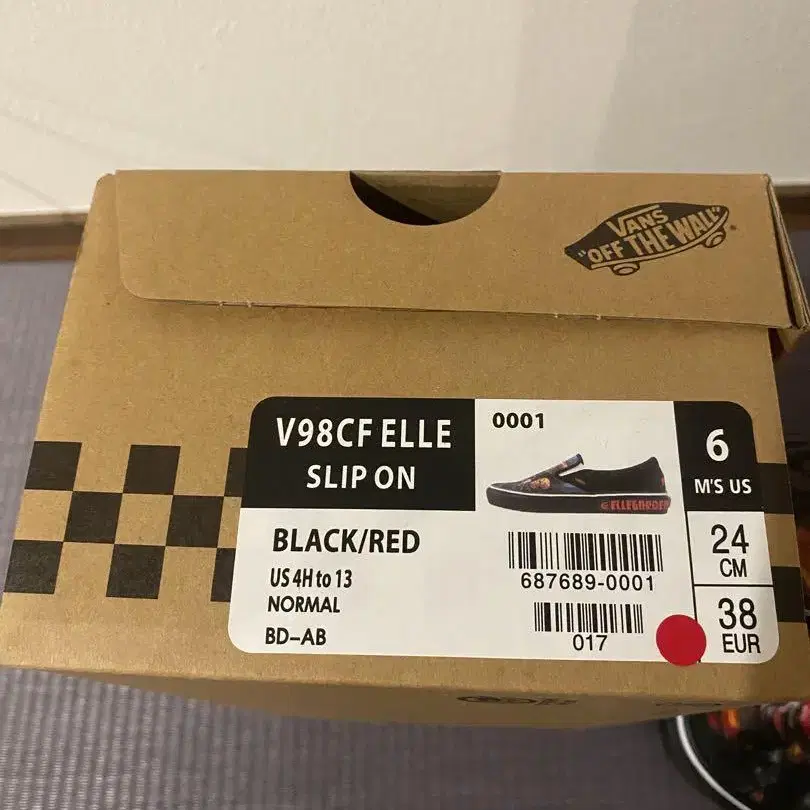 VANS
"OFF THE WALL"
V98CF ELLE
SLIP ON
0001
6
M'S US
BLACK/RED
US 4H to 13
NORMAL
BD-AB
687689-0001
017
24
CM
38
EUR